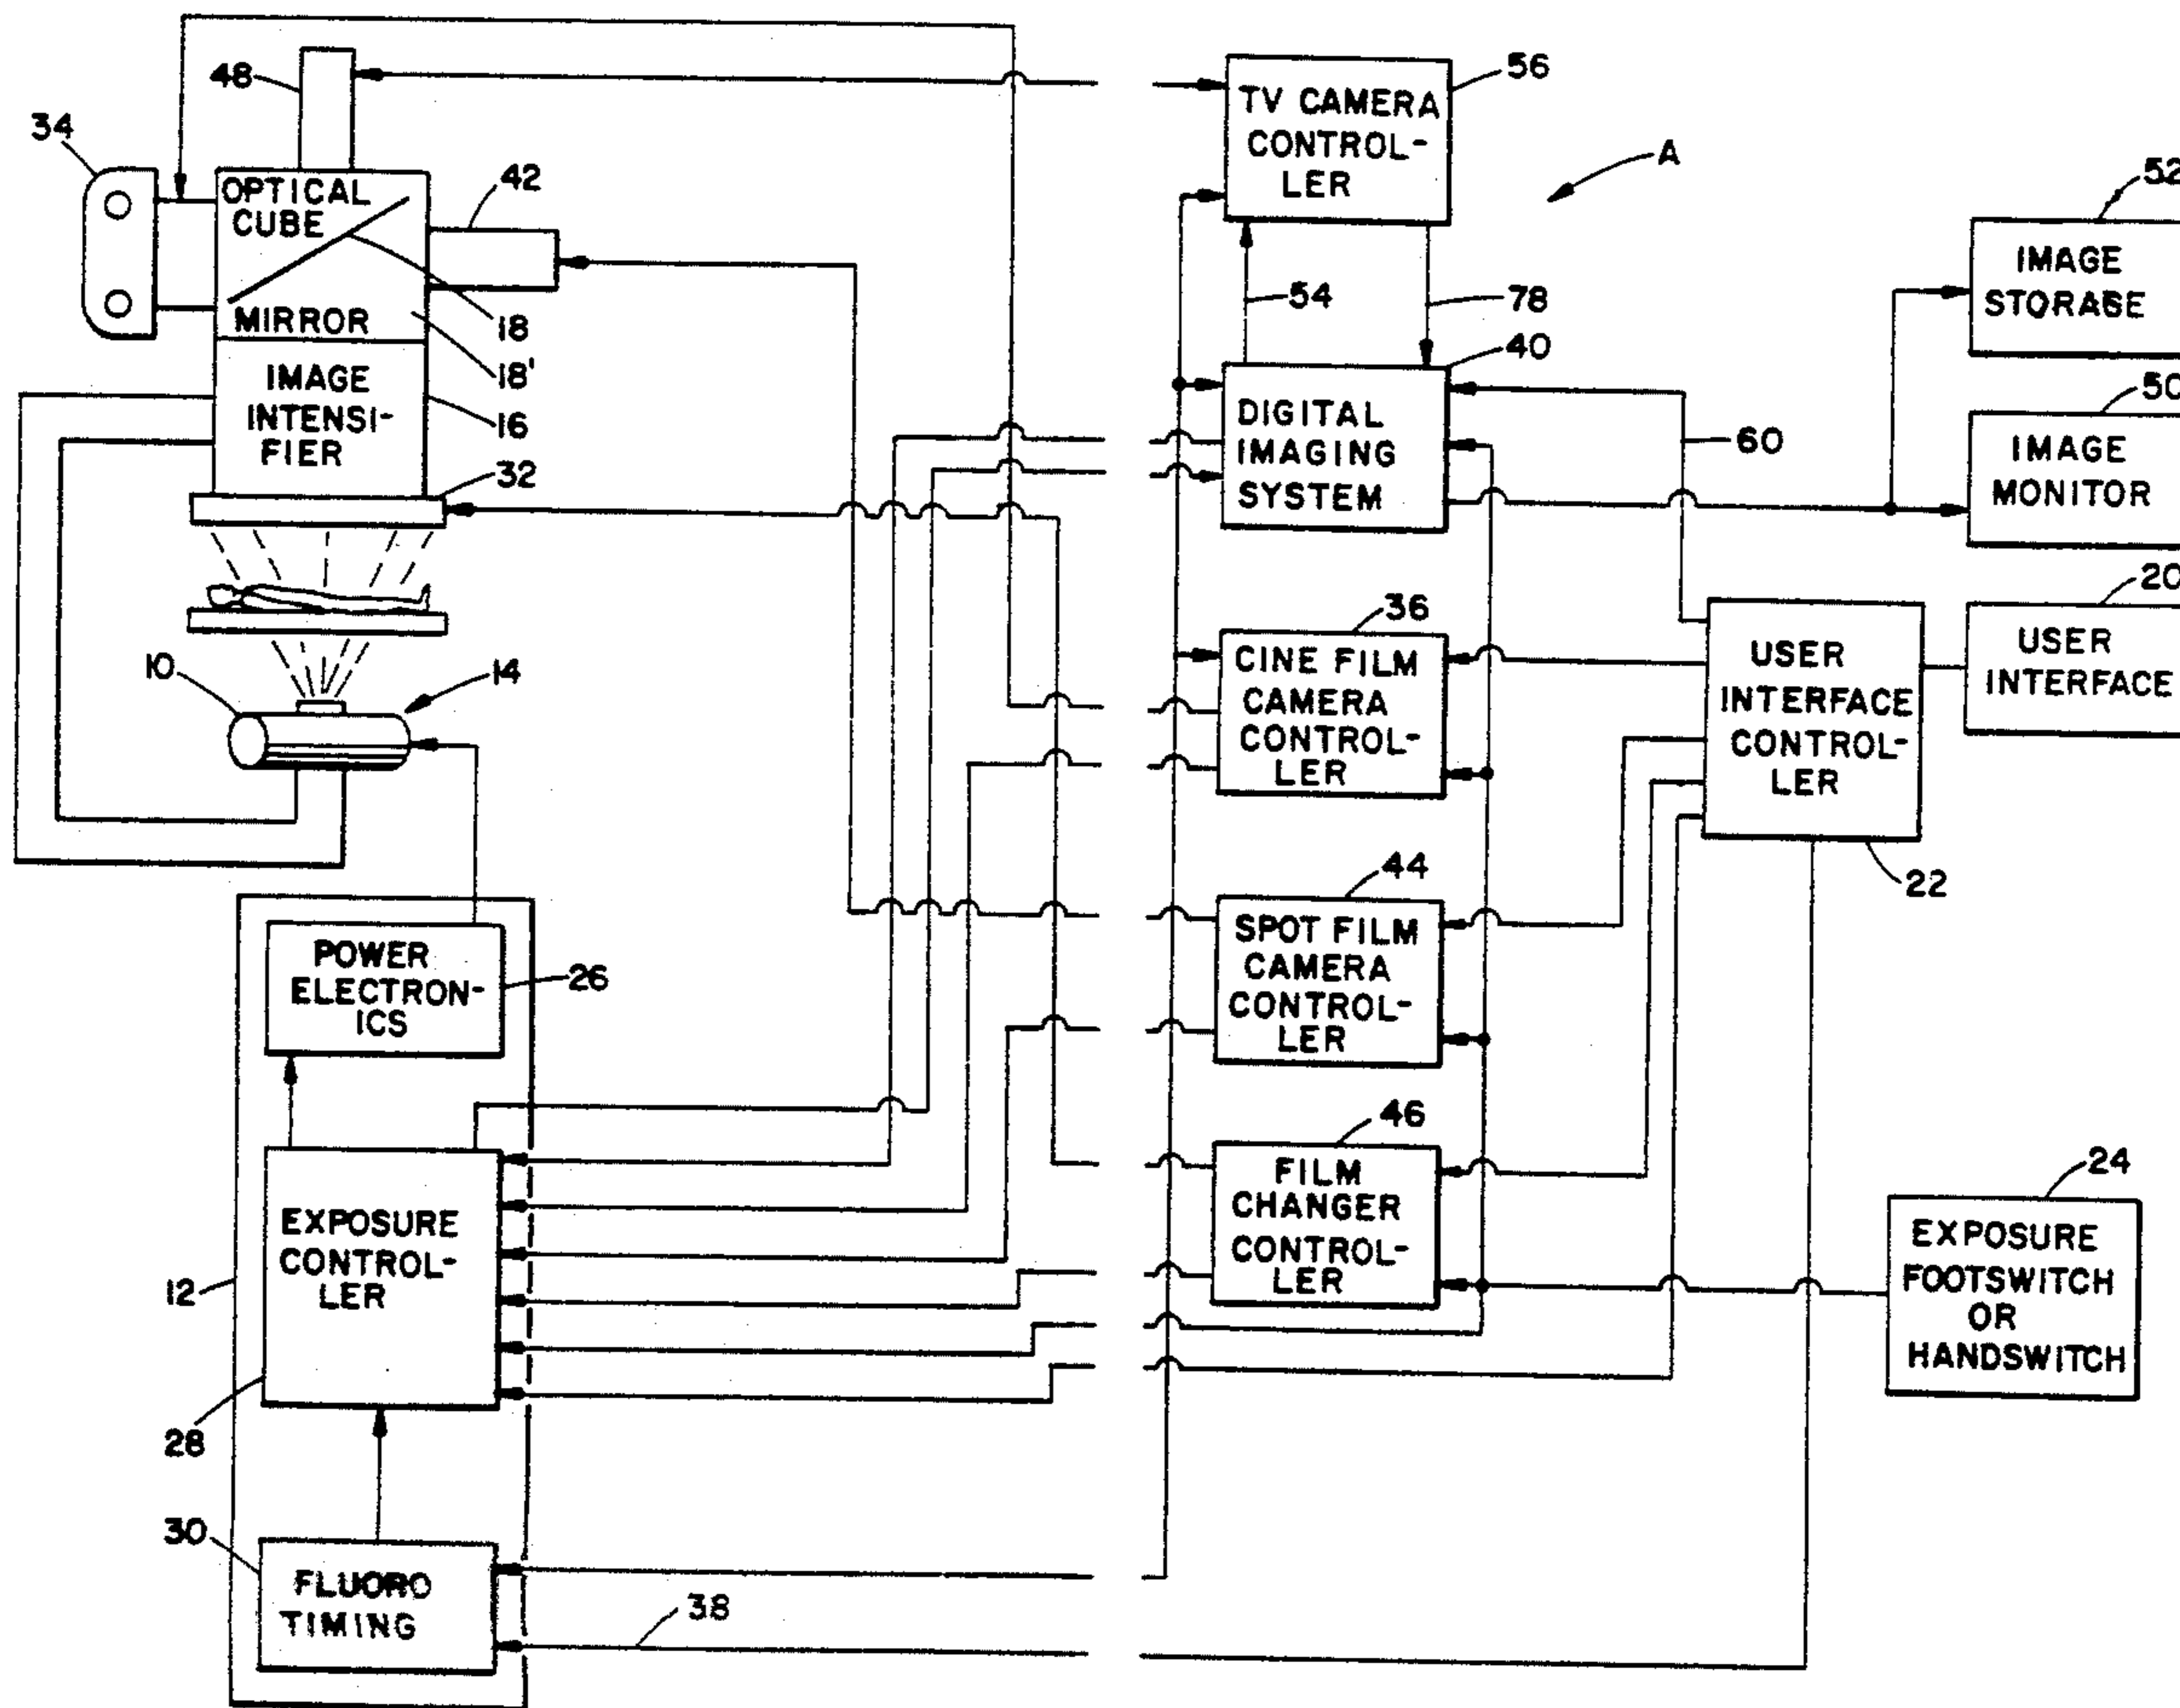 48
34
OPTICAL
CUBE
MIRROR
42
18
18'
IMAGE
INTENSI-
FIER
16
32
10
14
POWER
ELECTRON-
ICS
26
EXPOSURE
CONTROL-
LER
12
28
30
FLUORO
TIMING
38
TV CAMERA
CONTROL-
LER
56
A
54
78
40
DIGITAL
IMAGING
SYSTEM
60
52
IMAGE
STORAGE
50
IMAGE
MONITOR
36
CINE FILM
CAMERA
CONTROL-
LER
USER
INTERFACE
CONTROL-
LER
22
20
USER
INTERFACE
44
SPOT FILM
CAMERA
CONTROL-
LER
46
FILM
CHANGER
CONTROL-
LER
24
EXPOSURE
FOOTSWITCH
OR
HANDSWITCH